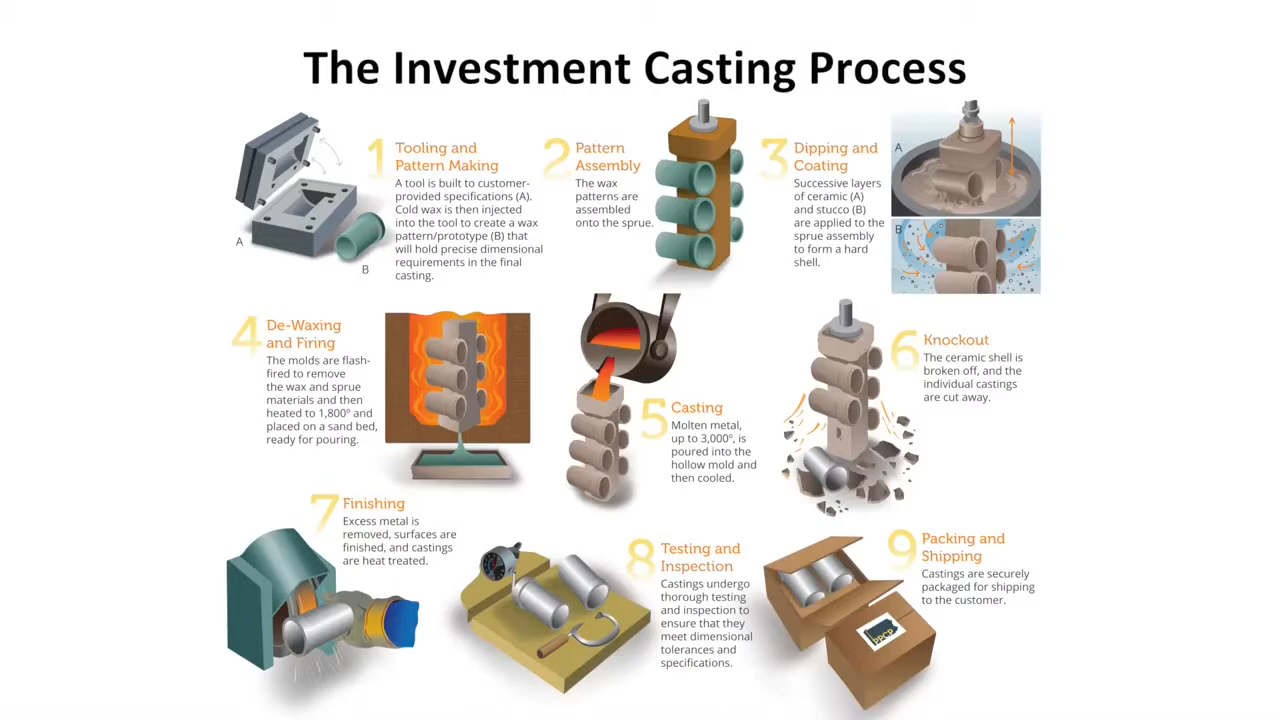 The Investment Casting Process
1
Tooling and
Pattern Making
A tool is built to customer-
provided specifications (A).
Cold wax is then injected
into the tool to create a wax
pattern/prototype (B) that
will hold precise dimensional
requirements in the final
casting.
A
B
2
Pattern
Assembly
The wax
patterns are
assembled
onto the sprue.
3
Dipping and
Coating
Successive layers
of ceramic (A)
and stucco (B)
are applied to the
sprue assembly
to form a hard
shell.
A
B
4
De-Waxing
and Firing
The molds are flash-
fired to remove
the wax and sprue
materials and then
heated to 1,800º and
placed on a sand bed,
ready for pouring.
5
Casting
Molten metal,
up to 3,000º, is
poured into the
hollow mold and
then cooled.
6
Knockout
The ceramic shell is
broken off, and the
individual castings
are cut away.
7
Finishing
Excess metal is
removed, surfaces are
finished, and castings
are heat treated.
8
Testing and
Inspection
Castings undergo
thorough testing
and inspection to
ensure that they
meet dimensional
tolerances and
specifications.
9
Packing and
Shipping
Castings are securely
packaged for shipping
to the customer.
PPCP